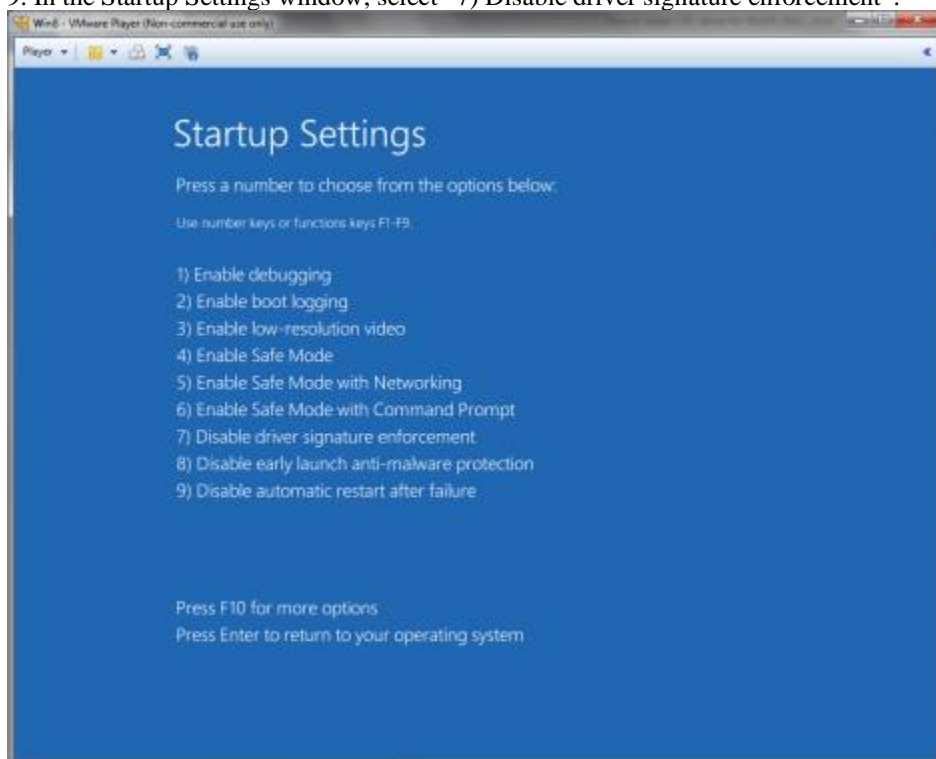 9. In the Startup Settings window, select "7) Disable driver signature enforcement".
Win8 - VMware Player (Non-commercial use only)
Player
Startup Settings
Press a number to choose from the options below:
Use number keys or functions keys F1-F9.
1) Enable debugging
2) Enable boot logging
3) Enable low-resolution video
4) Enable Safe Mode
5) Enable Safe Mode with Networking
6) Enable Safe Mode with Command Prompt
7) Disable driver signature enforcement
8) Disable early launch anti-malware protection
9) Disable automatic restart after failure
Press F10 for more options
Press Enter to return to your operating system